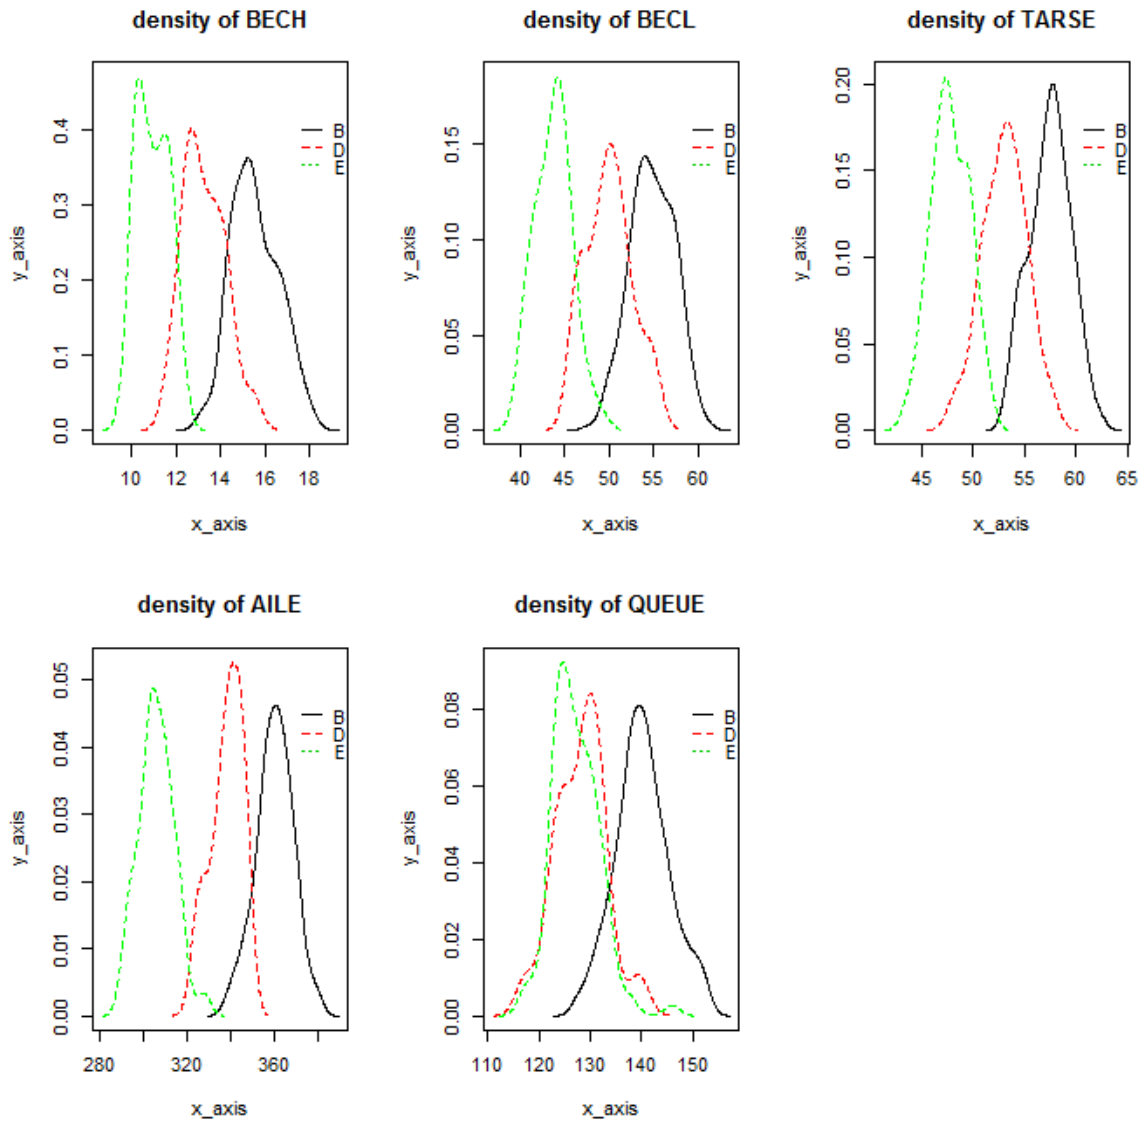 density of BECH
density of BECL
density of TARSE
0.0
0.1
0.2
0.3
0.4
y_axis
B
D
E
10 12 14 16 18
x_axis
0.00
0.05
0.10
0.15
y_axis
B
D
E
40 45 50 55 60
x_axis
0.00
0.05
0.10
0.15
0.20
y_axis
B
D
E
45 50 55 60 65
x_axis
density of AILE
density of QUEUE
0.00
0.01
0.02
0.03
0.04
0.05
y_axis
B
D
E
280 320 360
x_axis
0.00
0.02
0.04
0.06
0.08
y_axis
B
D
E
110 120 130 140 150
x_axis